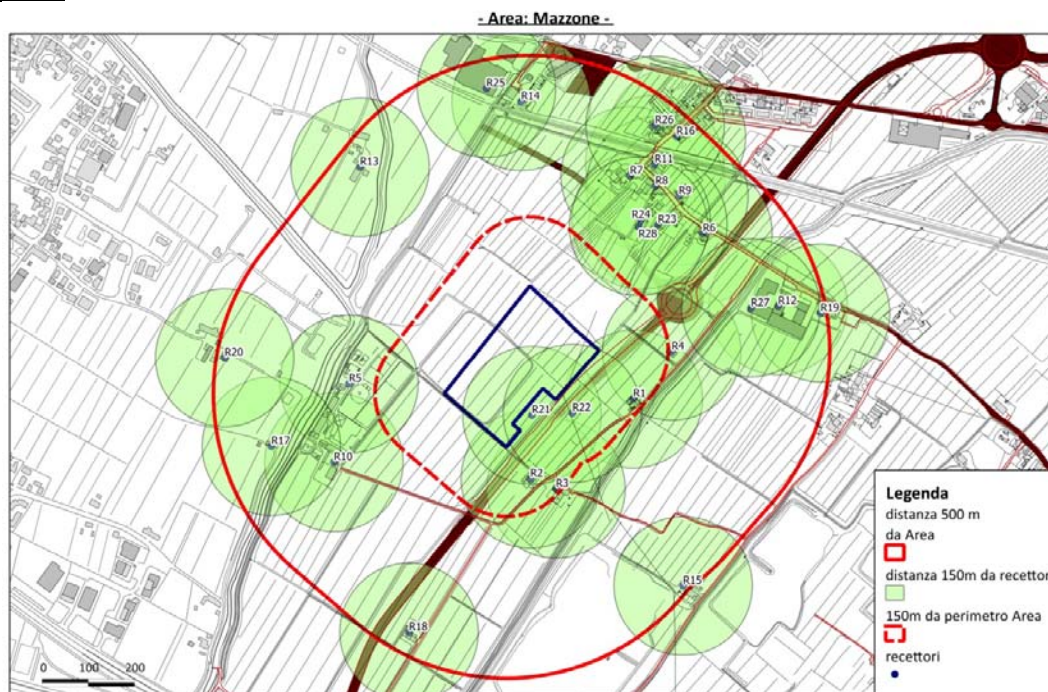 - Area: Mazzone -
R25
R14
R26
R16
R13
R11
R7
R8
R9
R24
R23
R28
R6
R27
R12
R19
R4
R20
R5
R1
R21
R22
R17
R10
R2
R3
R15
R18
0 100 200
Legenda
distanza 500 m
da Area
distanza 150m da recettor
150m da perimetro Area
recettori